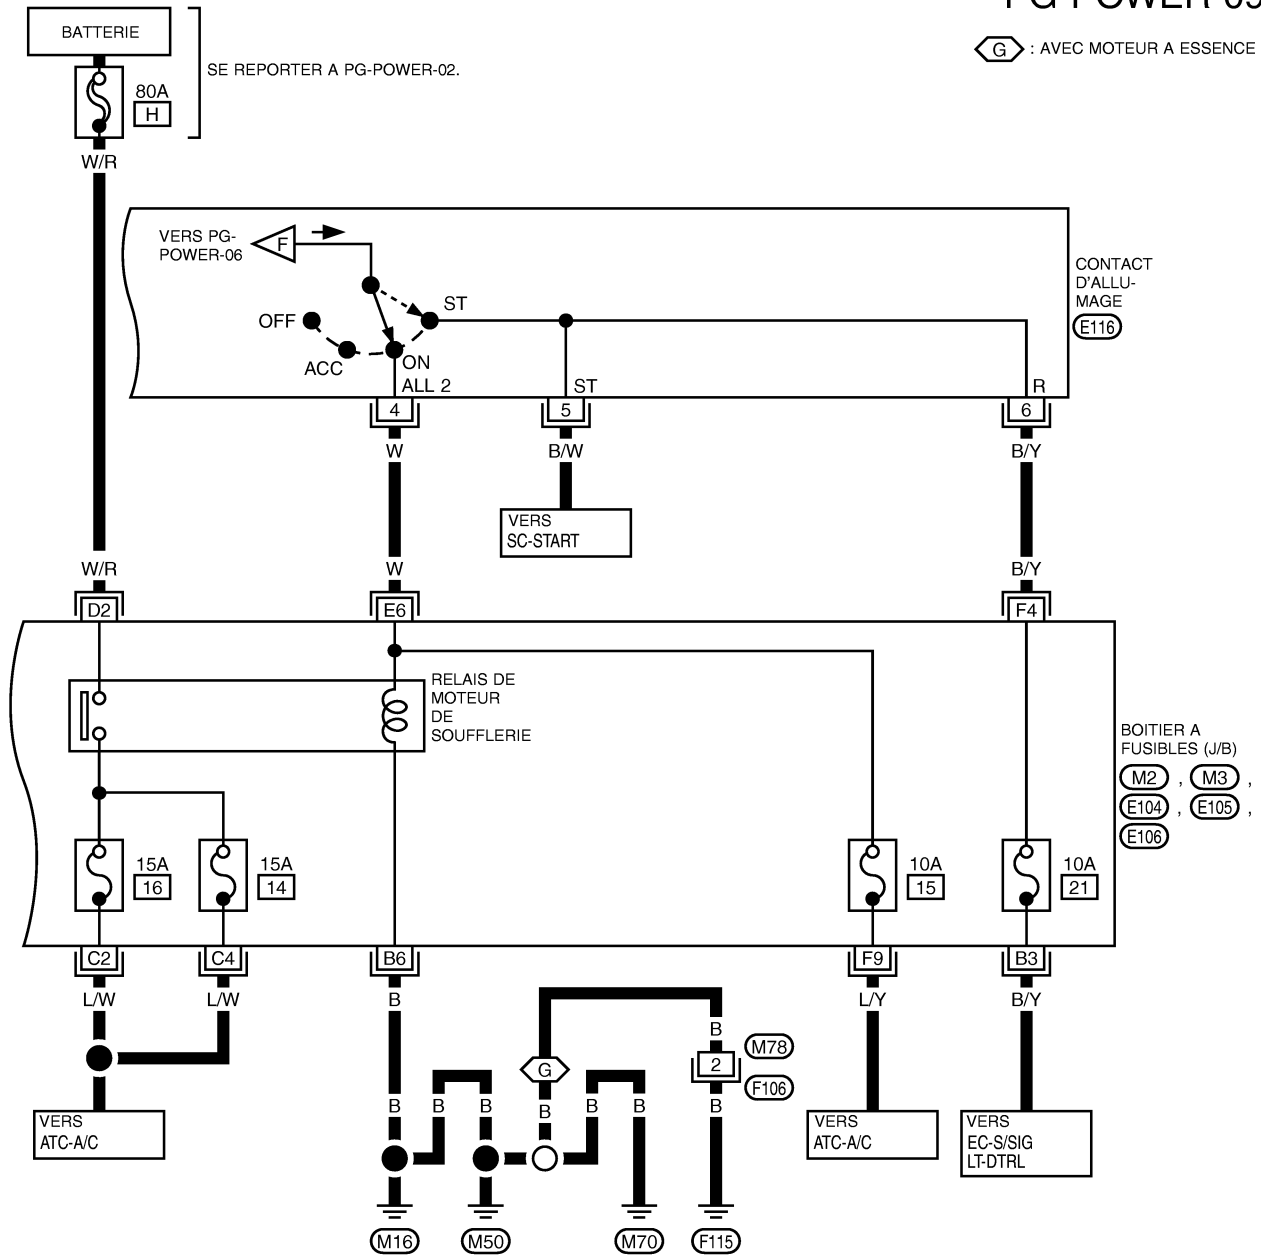 BATTERIE
SE REPORTER A PG-POWER-02.
G : AVEC MOTEUR A ESSENCE
80A
H
W/R
VERS PG-
POWER-06
F
ST
OFF
ACC
ON
ALL 2
ST
R
CONTACT
D'ALLU-
MAGE
E116
4
5
6
W
B/W
B/Y
VERS
SC-START
W/R
W
B/Y
D2
E6
F4
RELAIS DE
MOTEUR
DE
SOUFFLERIE
BOITIER A
FUSIBLES (J/B)
M2 , M3 ,
E104 , E105 ,
E106
15A
16
15A
14
10A
15
10A
21
C2
C4
B6
F9
B3
L/W
L/W
B
L/Y
B/Y
B
M78
2
F106
G
B
B
B
B
B
B
B
VERS
ATC-A/C
VERS
ATC-A/C
VERS
EC-S/SIG
LT-DTRL
M16
M50
M70
F115